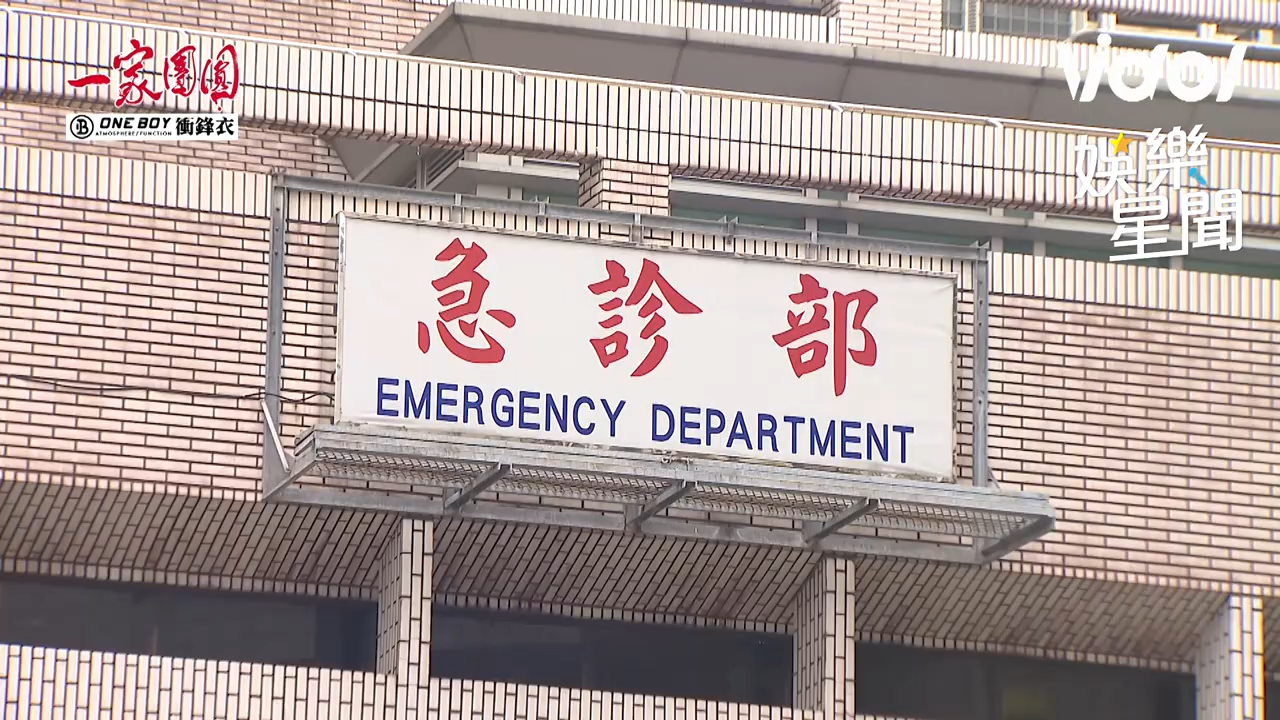 一家團圓
ONE BOY 衝鋒衣
ATMOSPHERE/FUNCTION
vidol
娛樂
星聞
急診部
EMERGENCY DEPARTMENT